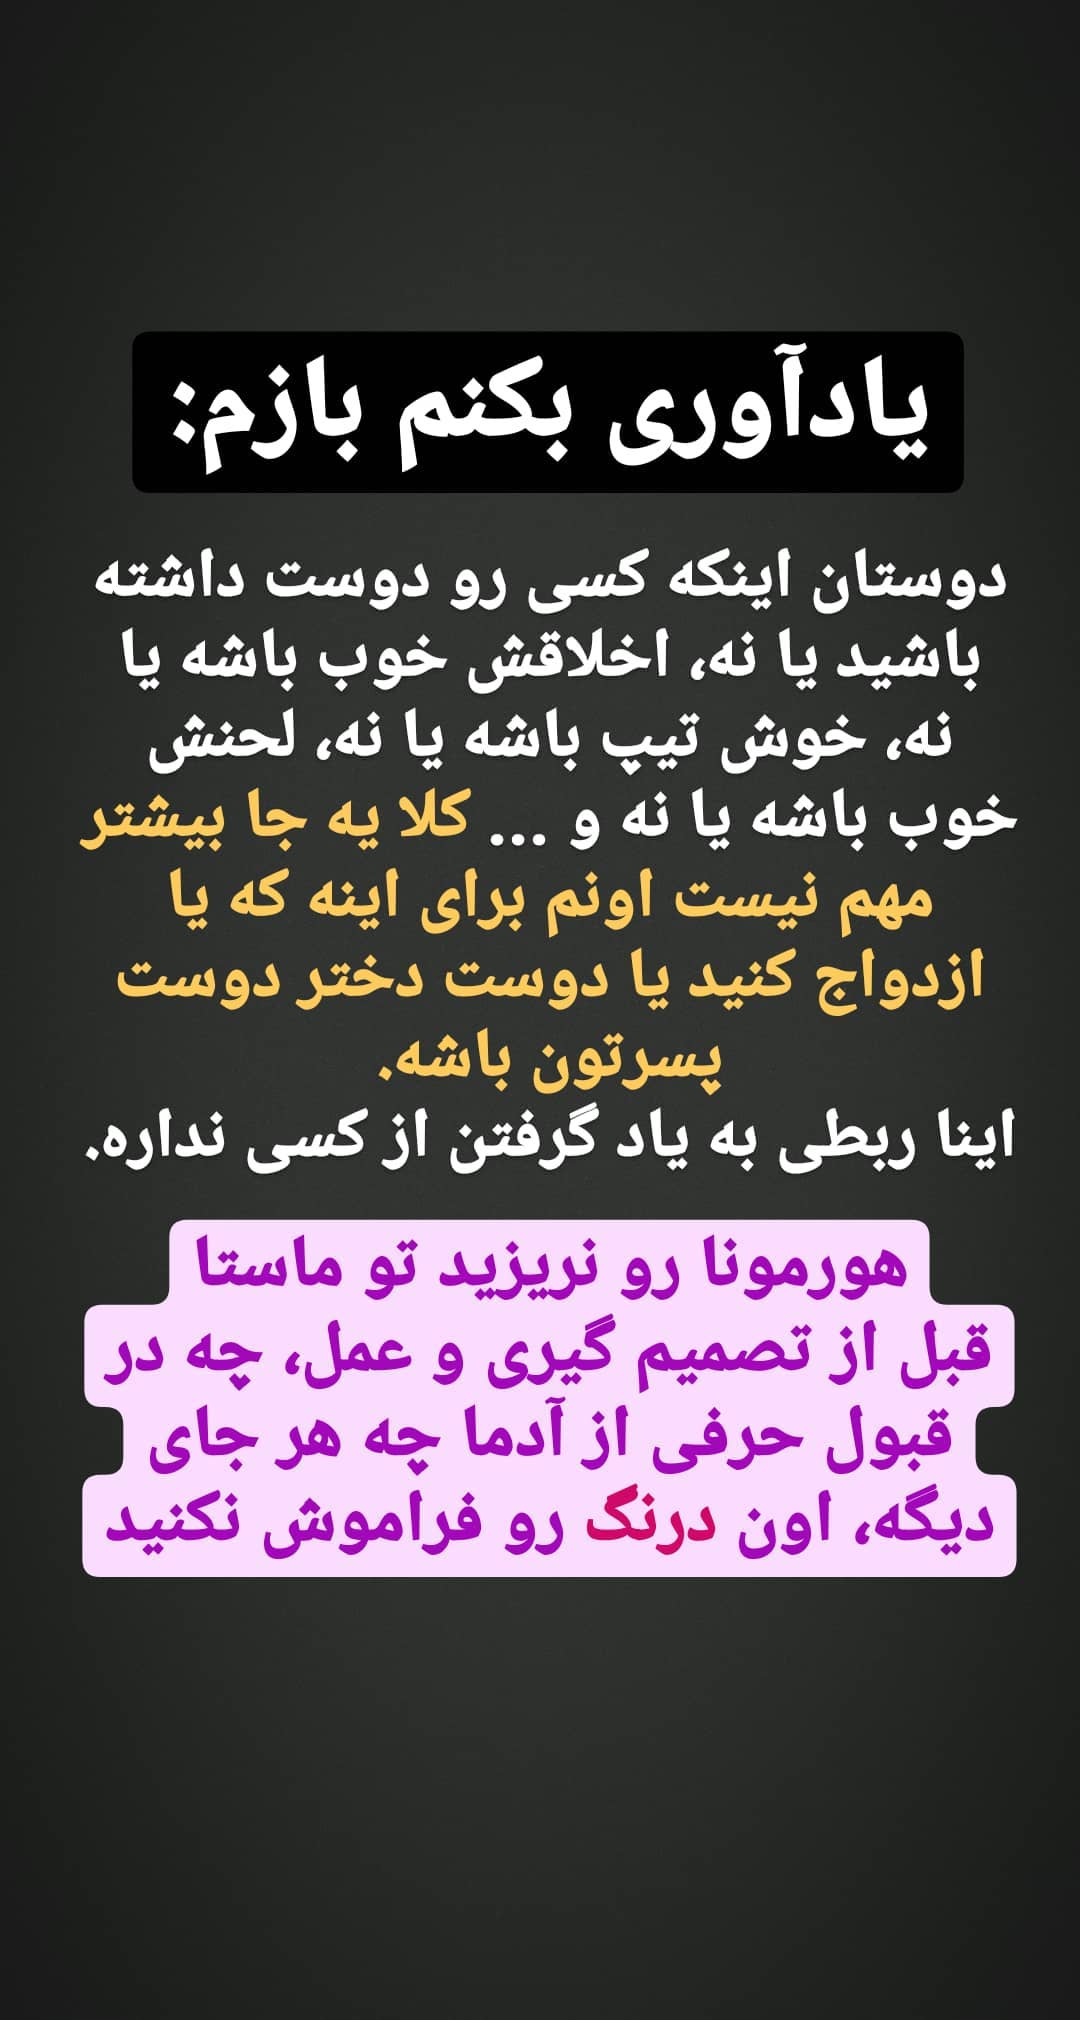 یادآوری بکنم بازم:
دوستان اینکه کسی رو دوست داشته
باشید یا نه، اخلاقش خوب باشه یا
نه، خوش تیپ باشه یا نه، لحنش
خوب باشه یا نه و ... کلا یه جا بیشتر
مهم نیست اونم برای اینه که یا
ازدواج کنید یا دوست دختر دوست
پسرتون باشه.
اینا ربطی به یاد گرفتن از کسی نداره.
هورمونا رو نریزید تو ماستا
قبل از تصمیم گیری و عمل، چه در
قبول حرفی از آدما چه هر جای
دیگه، اون درنگ رو فراموش نکنید